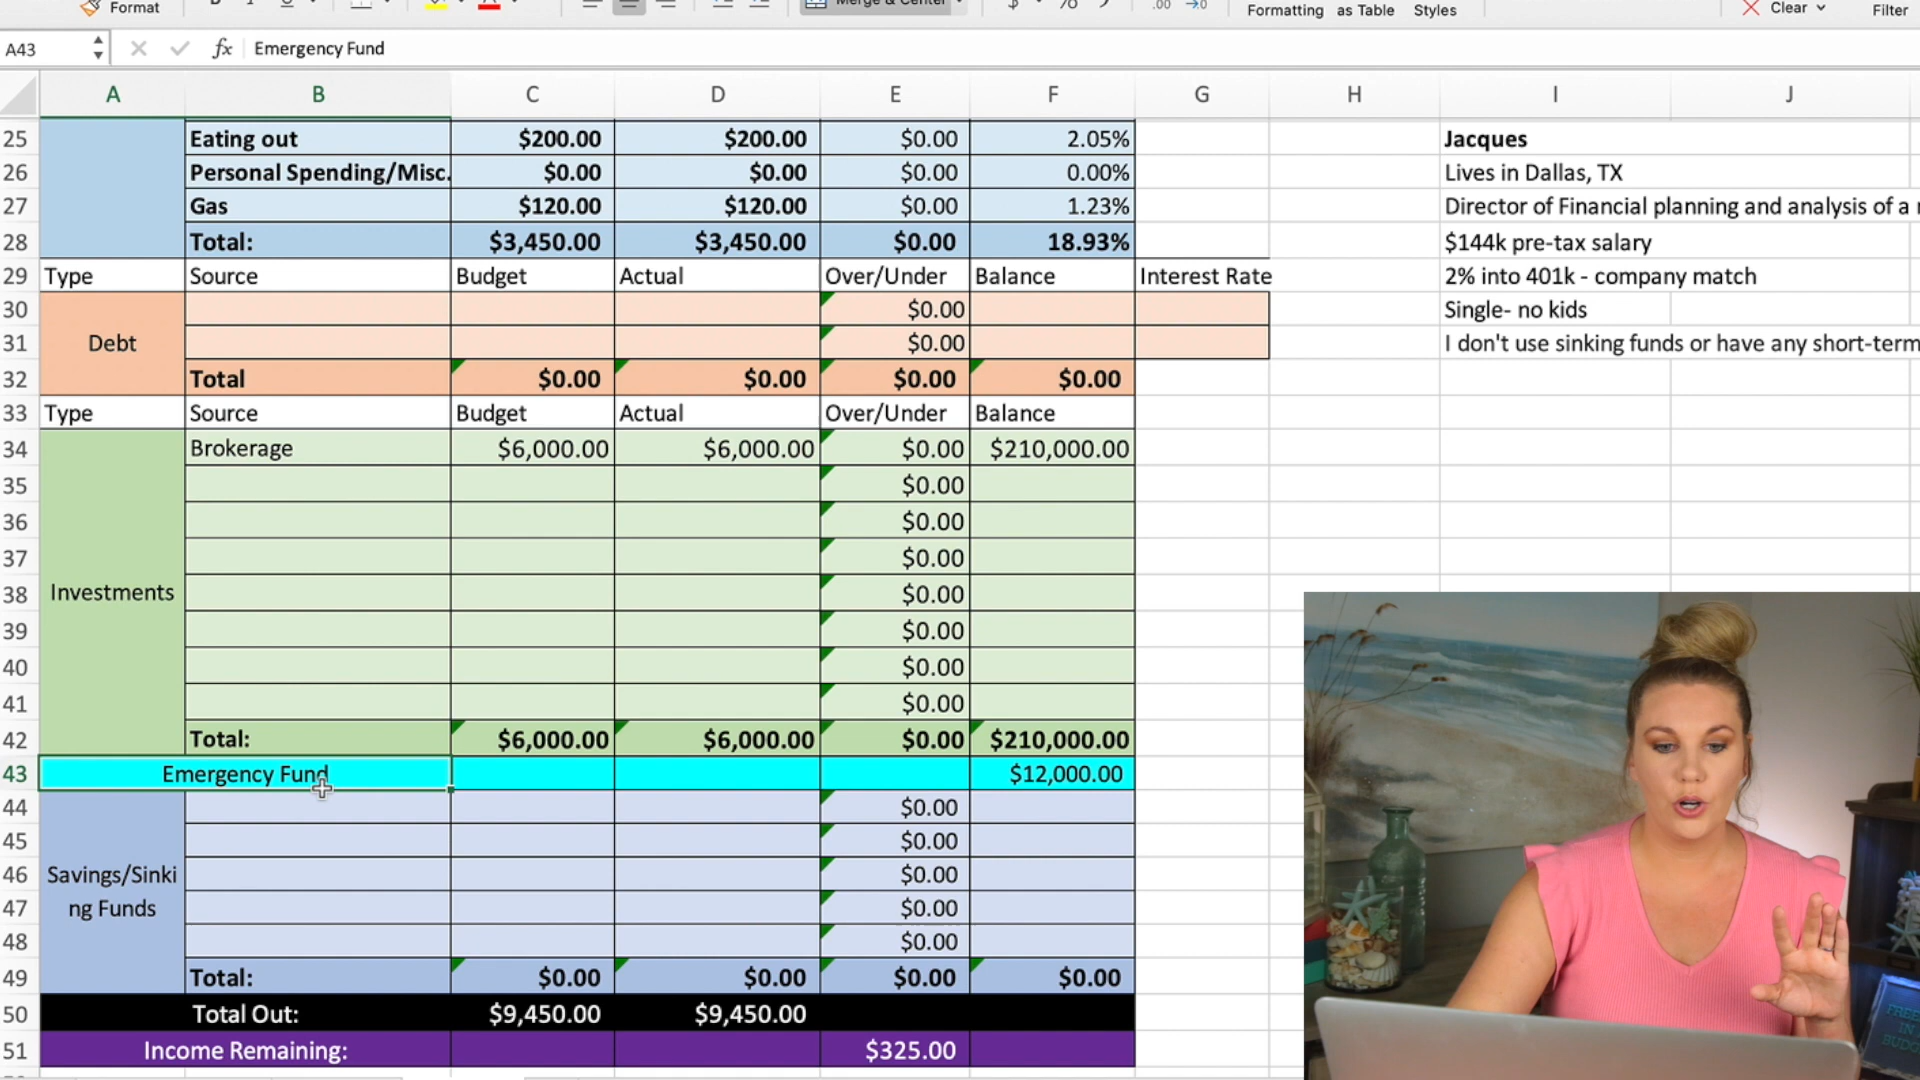 Format
Merge & Center
Formatting as Table Styles
Clear
Filter
A43 fx Emergency Fund
A B C D E F G H I J
25 Eating out $200.00 $200.00 $0.00 2.05% Jacques
26 Personal Spending/Misc. $0.00 $0.00 $0.00 0.00% Lives in Dallas, TX
27 Gas $120.00 $120.00 $0.00 1.23% Director of Financial planning and analysis of a
28 Total: $3,450.00 $3,450.00 $0.00 18.93% $144k pre-tax salary
29 Type Source Budget Actual Over/Under Balance Interest Rate 2% into 401k - company match
30 $0.00 Single- no kids
31 Debt $0.00 I don't use sinking funds or have any short-term
32 Total $0.00 $0.00 $0.00 $0.00
33 Type Source Budget Actual Over/Under Balance
34 Brokerage $6,000.00 $6,000.00 $0.00 $210,000.00
35 $0.00
36 $0.00
37 $0.00
38 Investments $0.00
39 $0.00
40 $0.00
41 $0.00
42 Total: $6,000.00 $6,000.00 $0.00 $210,000.00
43 Emergency Fund $12,000.00
44 $0.00
45 $0.00
46 Savings/Sinki $0.00
47 ng Funds $0.00
48 $0.00
49 Total: $0.00 $0.00 $0.00 $0.00
50 Total Out: $9,450.00 $9,450.00
51 Income Remaining: $325.00